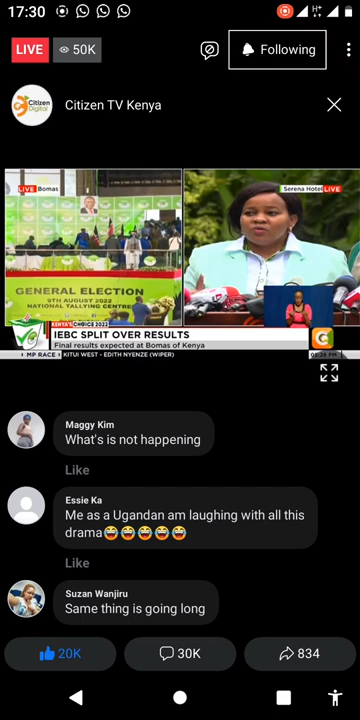 17:30
H+
LIVE
50K
Following
Citizen Digital
Citizen TV Kenya
LIVE Bomas
Serena Hotel LIVE
GENERAL ELECTION
9TH AUGUST 2022
NATIONAL TALLYING CENTRE
KENYA'S CHOICE 2022
IEBC SPLIT OVER RESULTS
Final results expected at Bomas of Kenya
MP RACE
KITUI WEST - EDITH NYENZE (WIPER)
Maggy Kim
What's is not happening
Like
Essie Ka
Me as a Ugandan am laughing with all this
drama😂😂😂😂😂
Like
Suzan Wanjiru
Same thing is going long
20K
30K
834